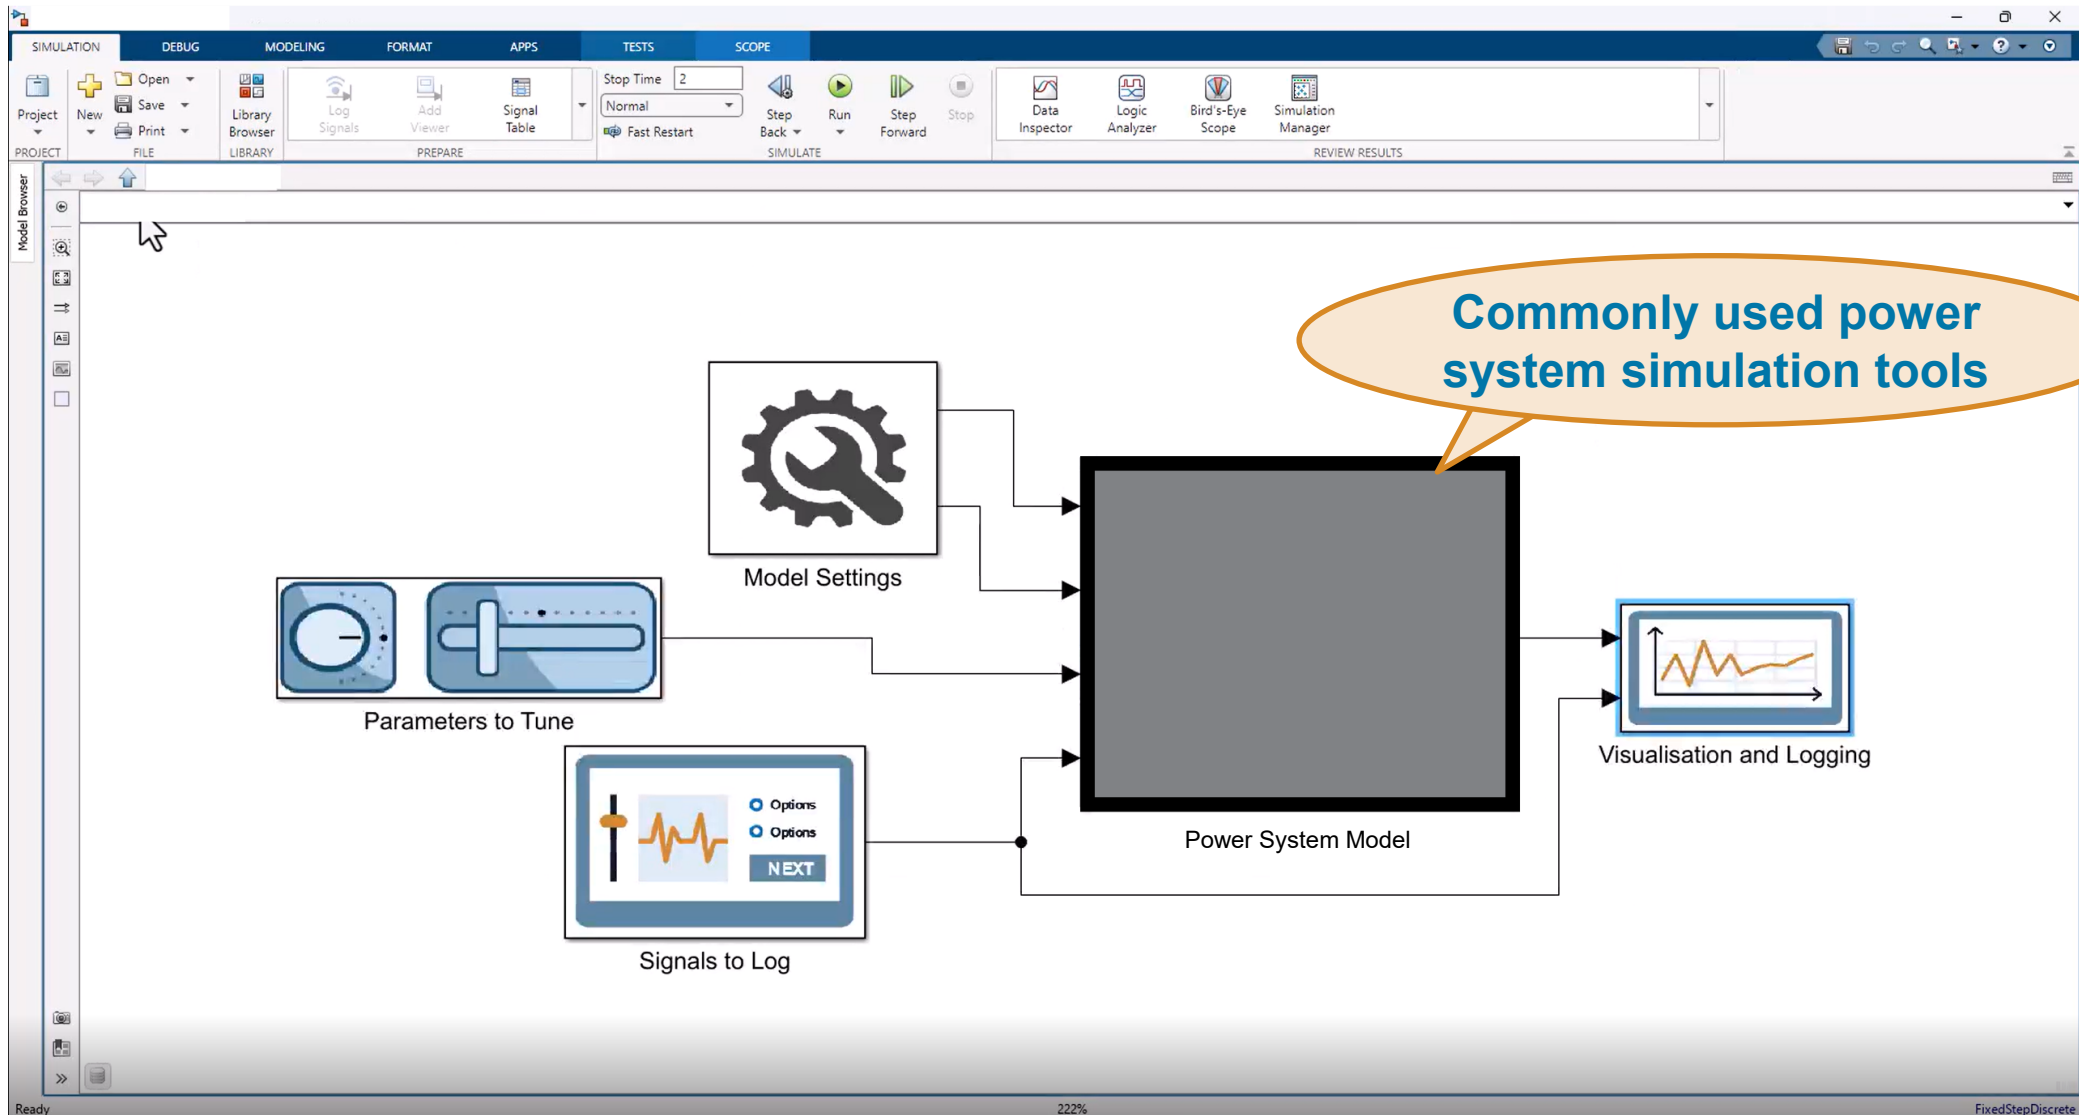 SIMULATION DEBUG MODELING FORMAT APPS TESTS SCOPE
Project
New
Open
Save
Print
Library
Browser
Log
Signals
Add
Viewer
Signal
Table
Stop Time 2
Normal
Fast Restart
Step
Back
Run
Step
Forward
Stop
Data
Inspector
Logic
Analyzer
Bird's-Eye
Scope
Simulation
Manager
PROJECT FILE LIBRARY PREPARE SIMULATE REVIEW RESULTS
Model Browser
Commonly used power
system simulation tools
Model Settings
Parameters to Tune
Options
Options
NEXT
Signals to Log
Power System Model
Visualisation and Logging
Ready 222% FixedStepDiscrete